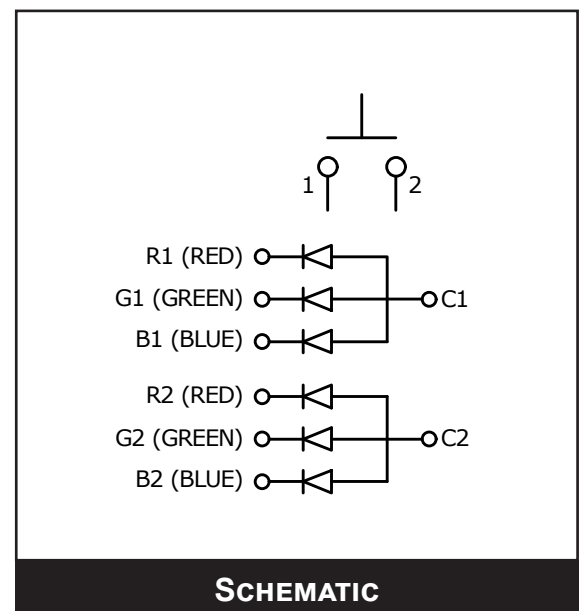 1 2
R1 (RED)
G1 (GREEN) C1
B1 (BLUE)
R2 (RED)
G2 (GREEN) C2
B2 (BLUE)
SCHEMATIC